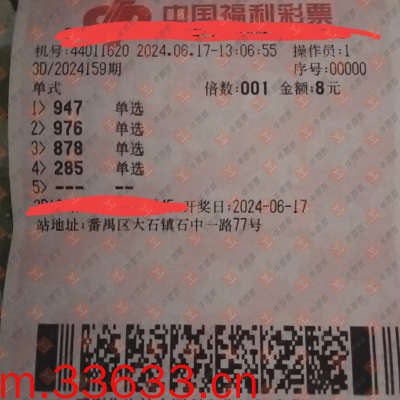 中国福利彩票
机号:44011620 2024.06.17-13:06:55 操作员:1
3D/2024159期 序号:00000
单式 倍数:001 金额:8元
1> 947 单选
2> 976 单选
3> 878 单选
4> 285 单选
5> --- --
开奖日:2024-06-17
站地址:番禺区大石镇石中一路77号
m.33633.cn